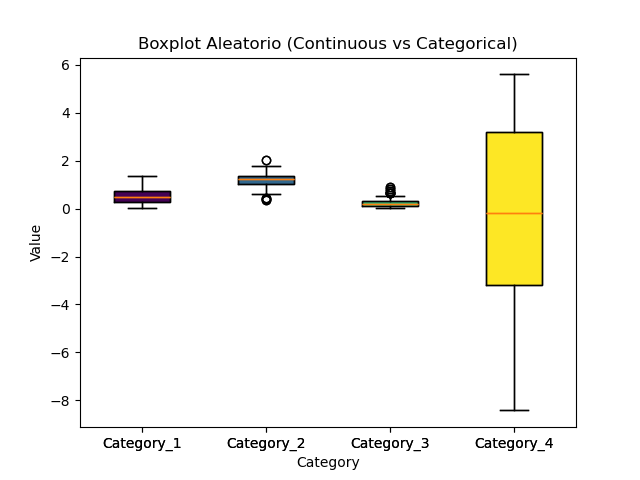 Boxplot Aleatorio (Continuous vs Categorical)
6
4
2
0
−2
−4
−6
−8
Value
Category_1 Category_2 Category_3 Category_4
Category